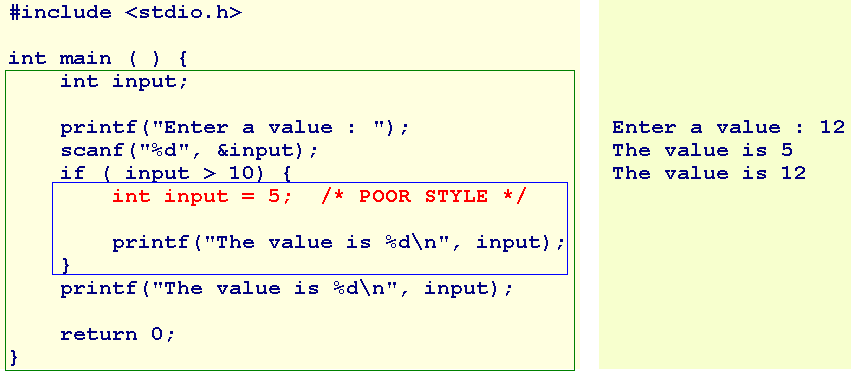 #include <stdio.h>
int main ( ) {
    int input;
    printf("Enter a value : ");
    scanf("%d", &input);
    if ( input > 10) {
        int input = 5;  /* POOR STYLE */
        printf("The value is %d\n", input);
    }
    printf("The value is %d\n", input);
    return 0;
}
Enter a value : 12
The value is 5
The value is 12